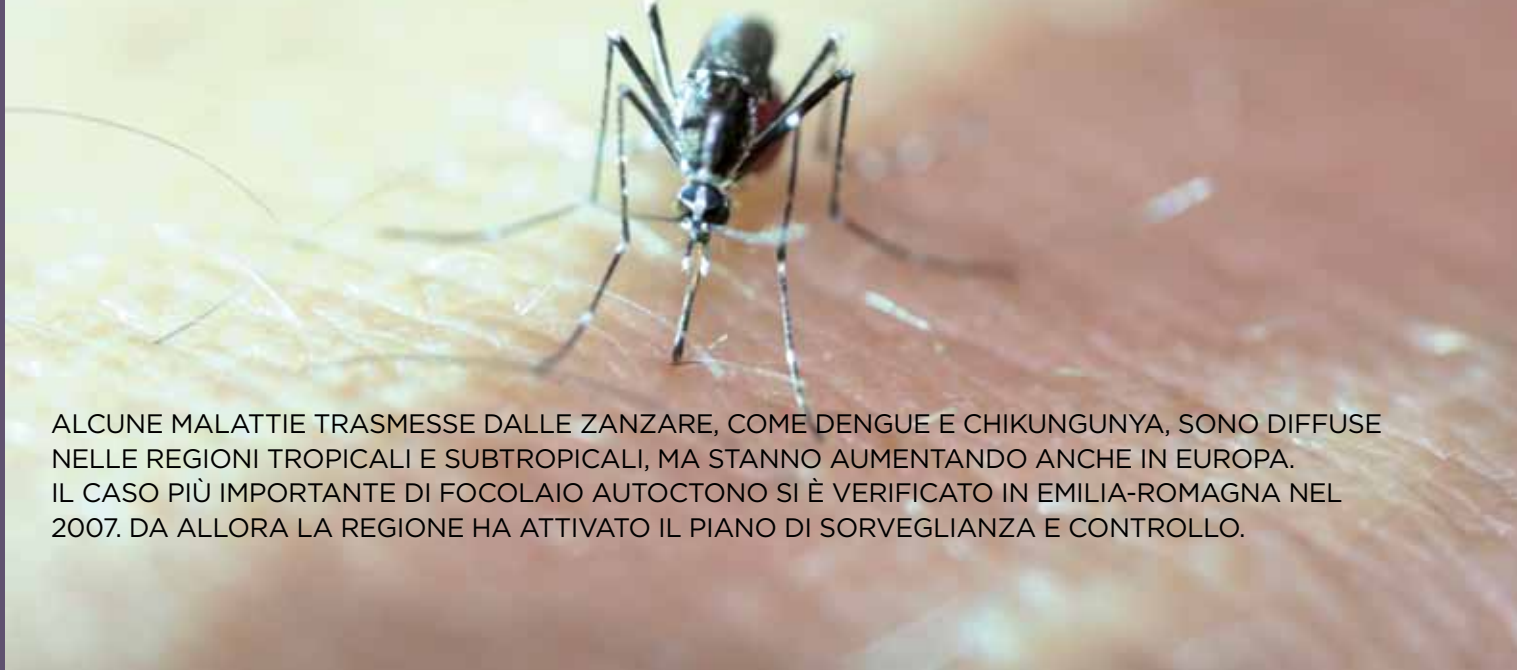 ALCUNE MALATTIE TRASMESSE DALLE ZANZARE, COME DENGUE E CHIKUNGUNYA, SONO DIFFUSE
NELLE REGIONI TROPICALI E SUBTROPICALI, MA STANNO AUMENTANDO ANCHE IN EUROPA.
IL CASO PIÙ IMPORTANTE DI FOCOLAIO AUTOCTONO SI È VERIFICATO IN EMILIA-ROMAGNA NEL
2007. DA ALLORA LA REGIONE HA ATTIVATO IL PIANO DI SORVEGLIANZA E CONTROLLO.